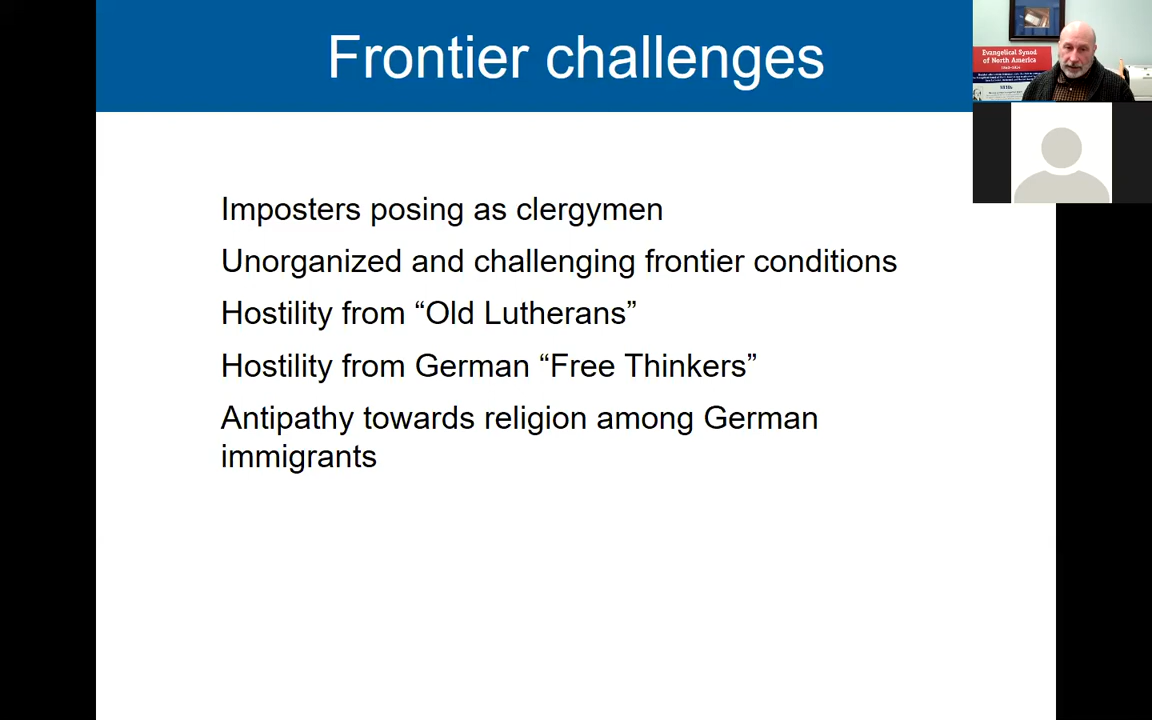 Frontier challenges
Evangelical Synod
of North America
Imposters posing as clergymen
Unorganized and challenging frontier conditions
Hostility from “Old Lutherans”
Hostility from German “Free Thinkers”
Antipathy towards religion among German
immigrants